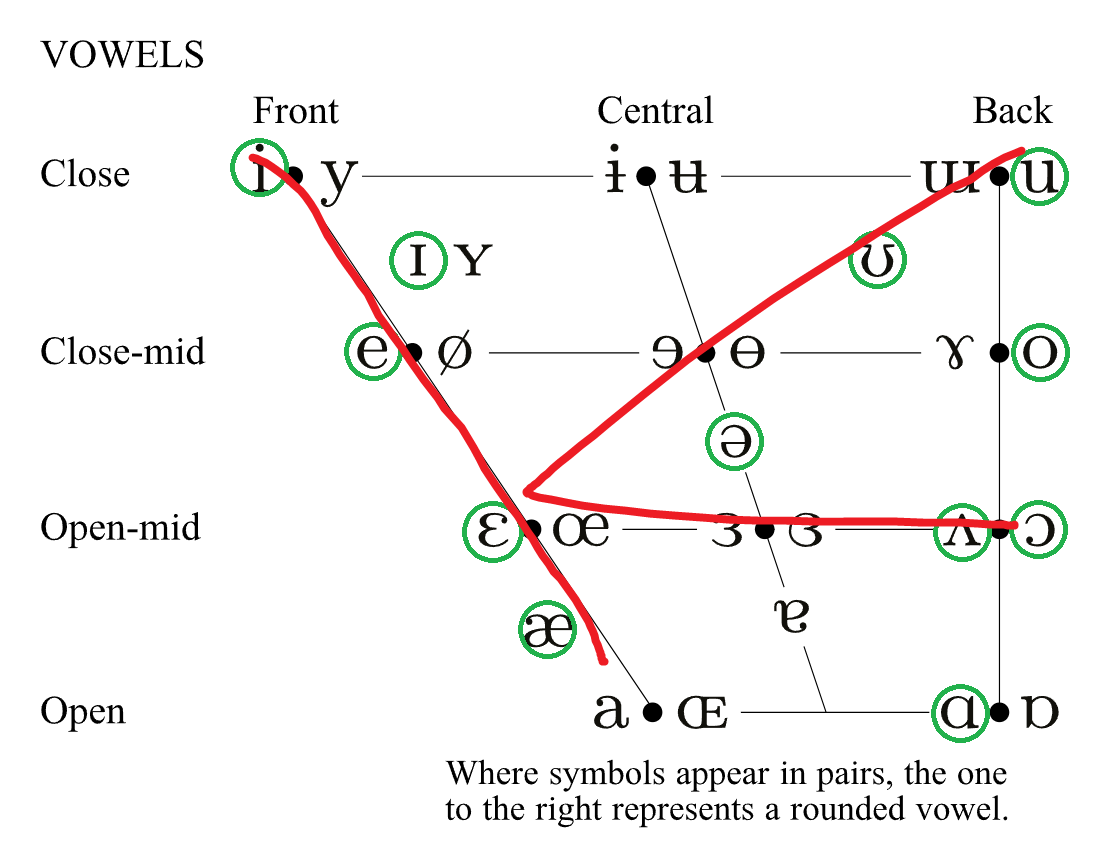 VOWELS
Front Central Back
Close i y ɨ ʉ ɯ u
ɪ ʏ ʊ
Close-mid e ø ɘ ɵ ɤ o
ə
Open-mid ɛ œ ɜ ɞ ʌ ɔ
æ ɐ
Open a ɶ ɑ ɒ
Where symbols appear in pairs, the one
to the right represents a rounded vowel.